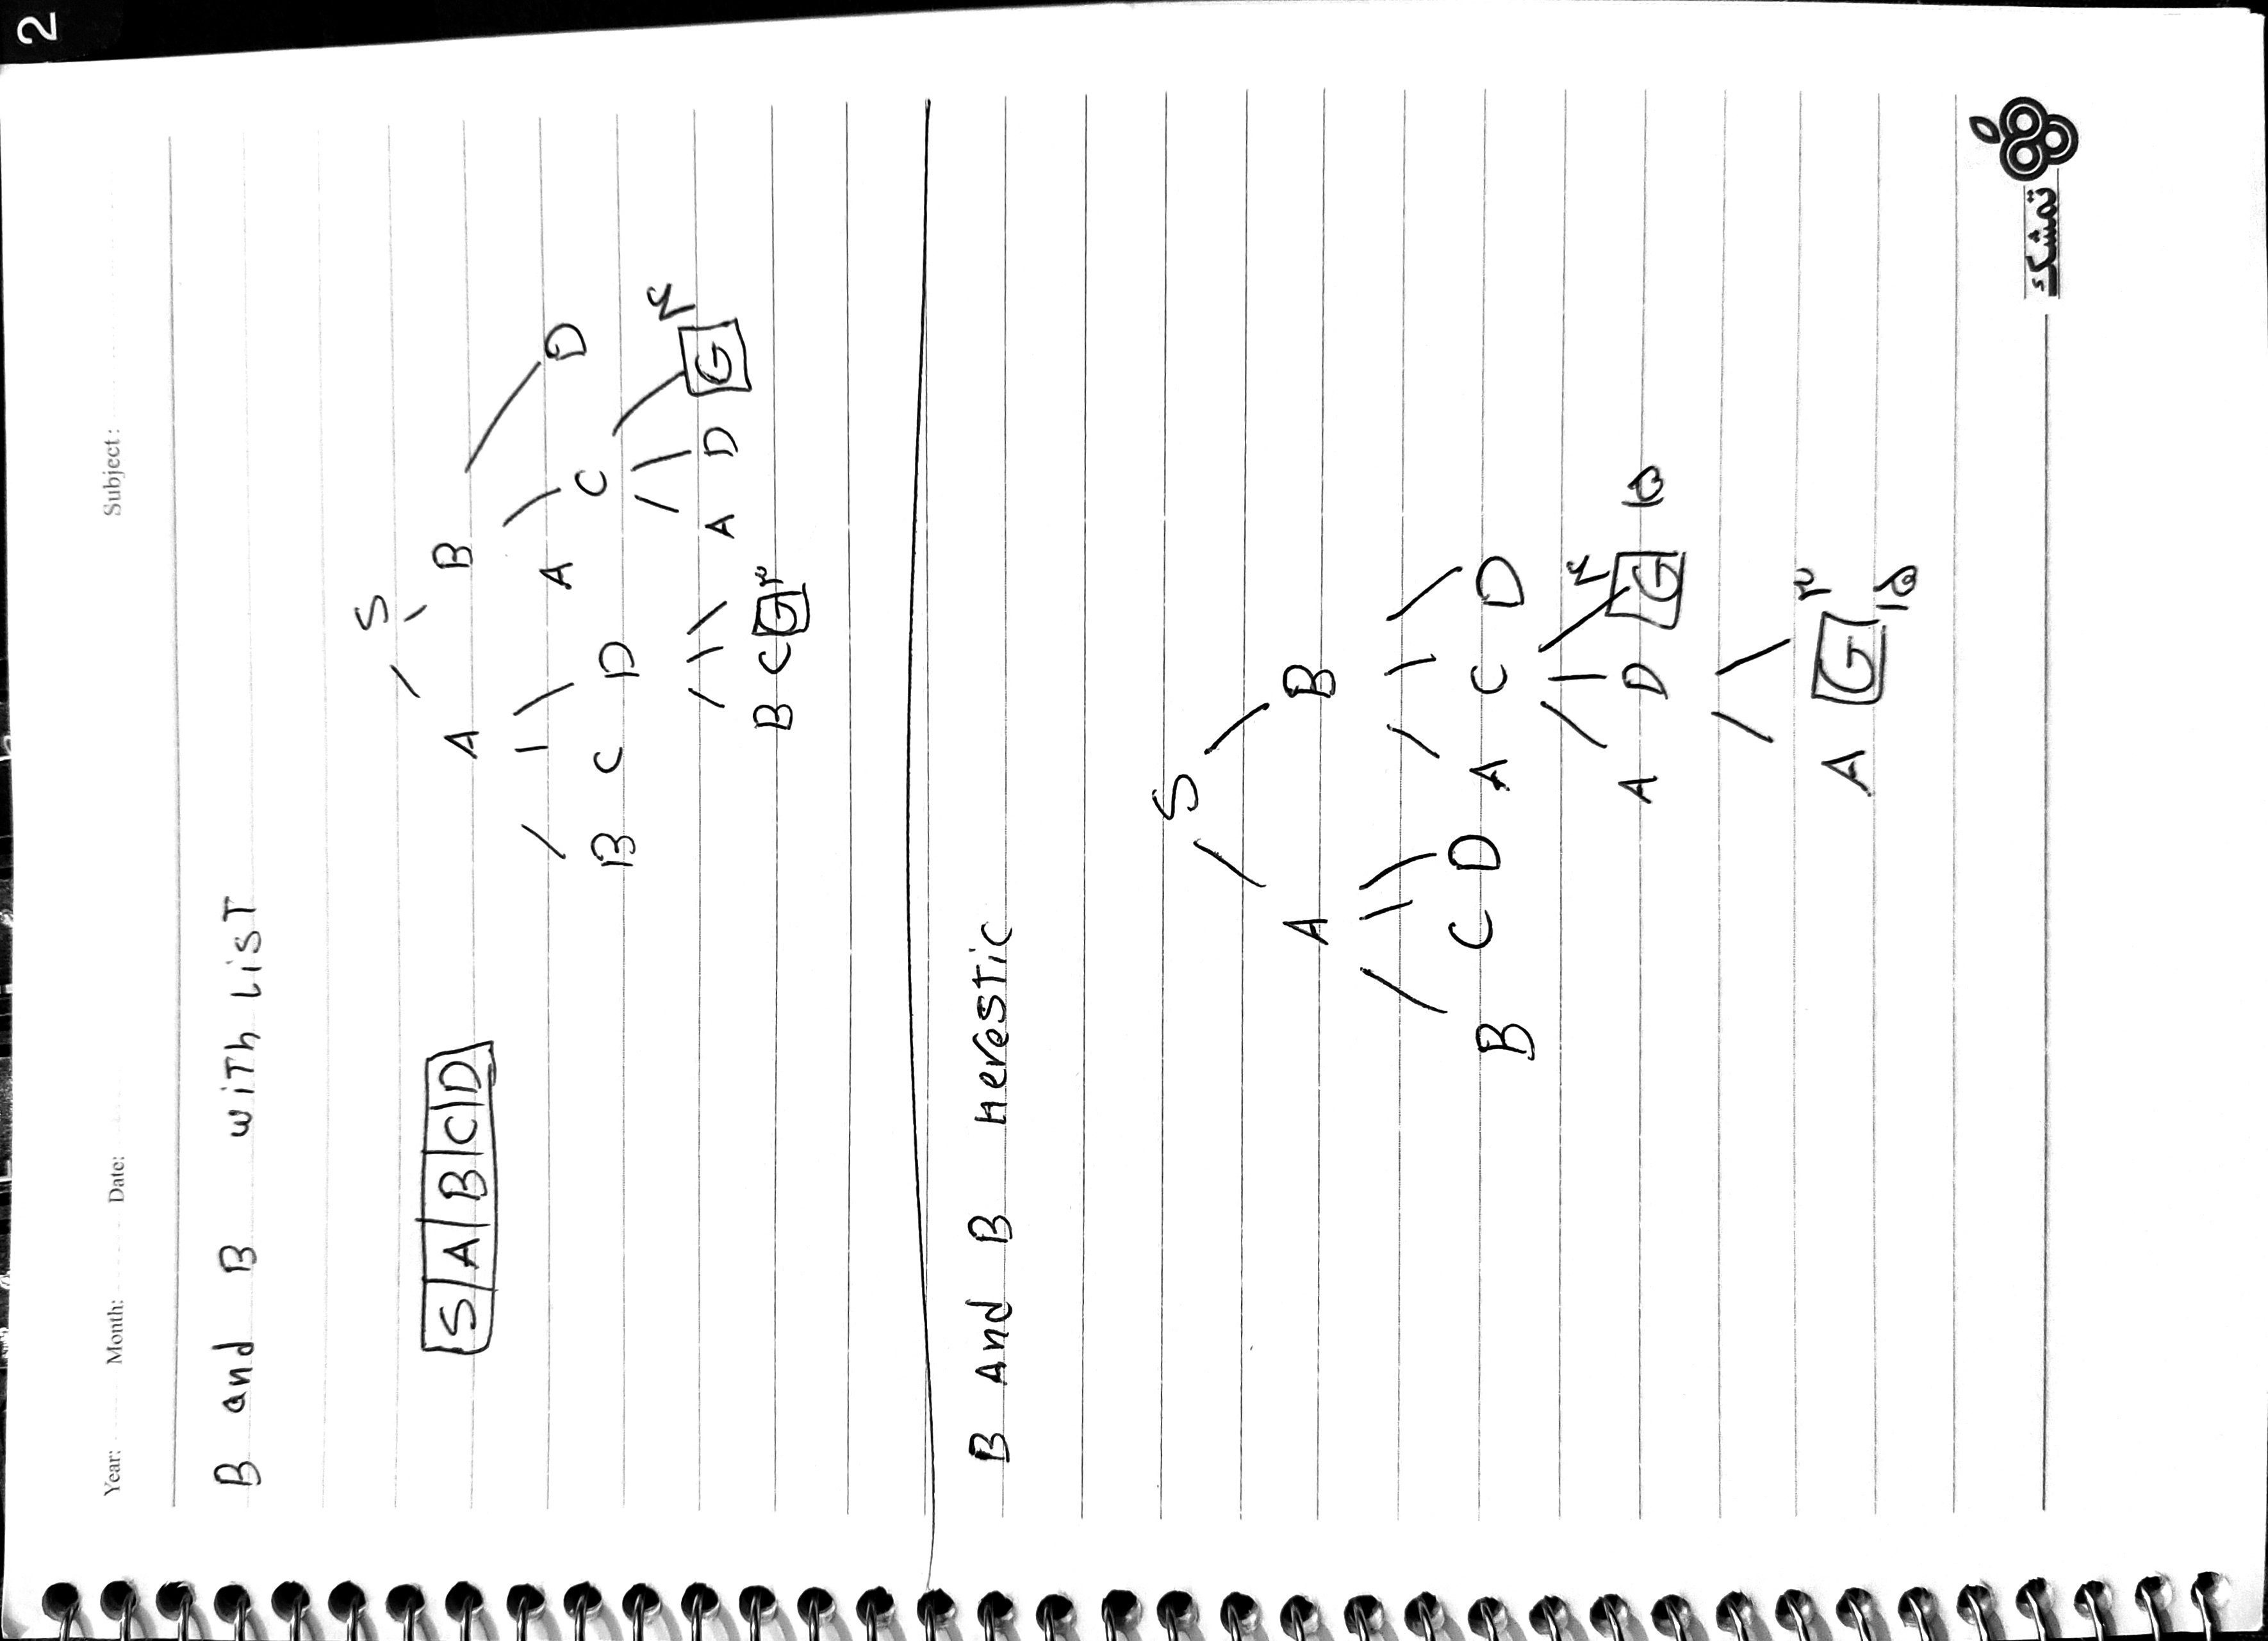 2
Year: Month: Date: Subject:
B and B with LisT
S
S A B C D
A B
A D
B C D C
۴
A D G
B C G ۳
B And B Herestic
S
A B
B C D A C D
۴
A D G ۱۵
۳
A G
۱۵
تمشک